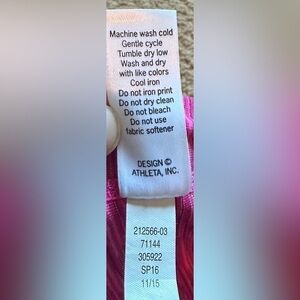 Machine wash cold
Gentle cycle
Tumble dry low
Wash and dry
with like colors
Cool iron
Do not iron print
Do not dry clean
Do not bleach
Do not use
fabric softener
DESIGN ©
ATHLETA, INC.
212566-03
71144
305922
SP16
11/15